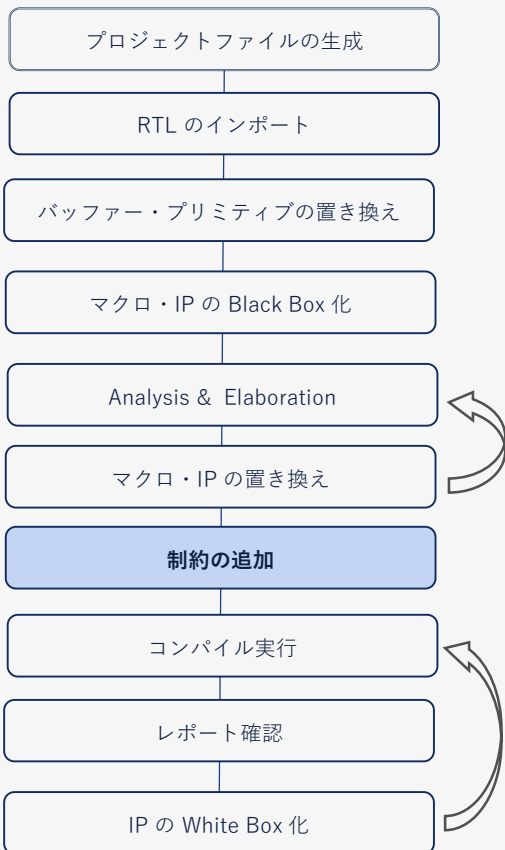 プロジェクトファイルの生成
RTL のインポート
バッファー・プリミティブの置き換え
マクロ・IP の Black Box 化
Analysis & Elaboration
マクロ・IP の置き換え
制約の追加
コンパイル実行
レポート確認
IP の White Box 化